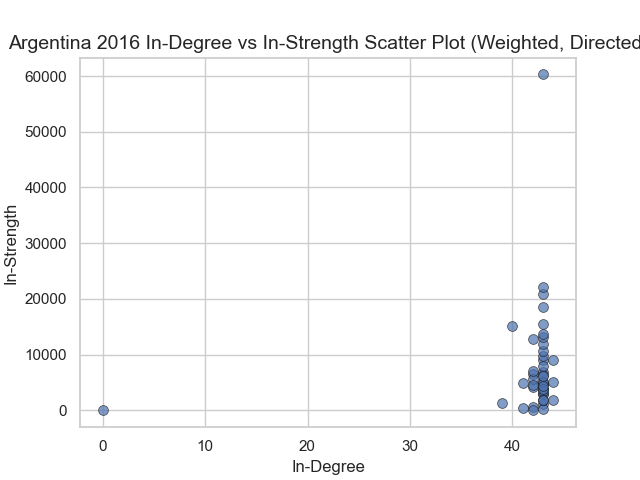 Argentina 2016 In-Degree vs In-Strength Scatter Plot (Weighted, Directed
60000
50000
40000
30000
20000
10000
0
In-Strength
0 10 20 30 40
In-Degree